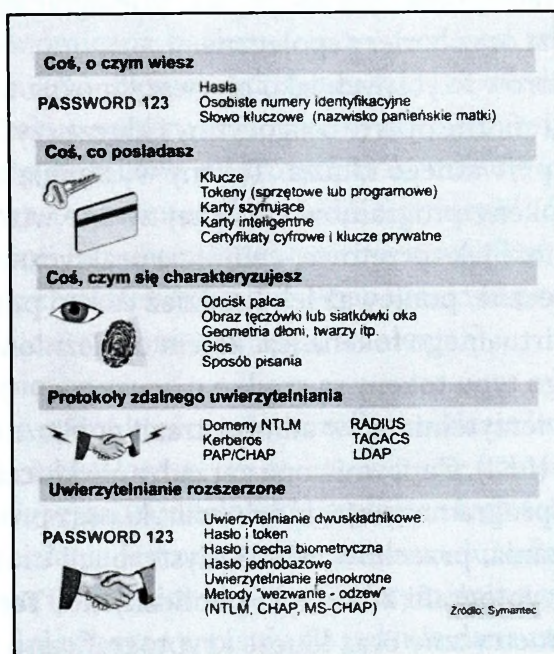 Coś, o czym wiesz
PASSWORD 123
Hasła
Osobiste numery identyfikacyjne
Słowo kluczowe (nazwisko panieńskie matki)
Coś, co posiadasz
Klucze
Tokeny (sprzętowe lub programowe)
Karty szyfrujące
Karty inteligentne
Certyfikaty cyfrowe i klucze prywatne
Coś, czym się charakteryzujesz
Odcisk palca
Obraz tęczówki lub siatkówki oka
Geometria dłoni, twarzy itp.
Głos
Sposób pisania
Protokoły zdalnego uwierzytelniania
Domeny NTLM RADIUS
Kerberos TACACS
PAP/CHAP LDAP
Uwierzytelnianie rozszerzone
PASSWORD 123
Uwierzytelnianie dwuskładnikowe:
Hasło i token
Hasło i cecha biometryczna
Hasło jednobazowe
Uwierzytelnianie jednokrotne
Metody "wezwanie - odzew"
(NTLM, CHAP, MS-CHAP)
Źródło: Symantec